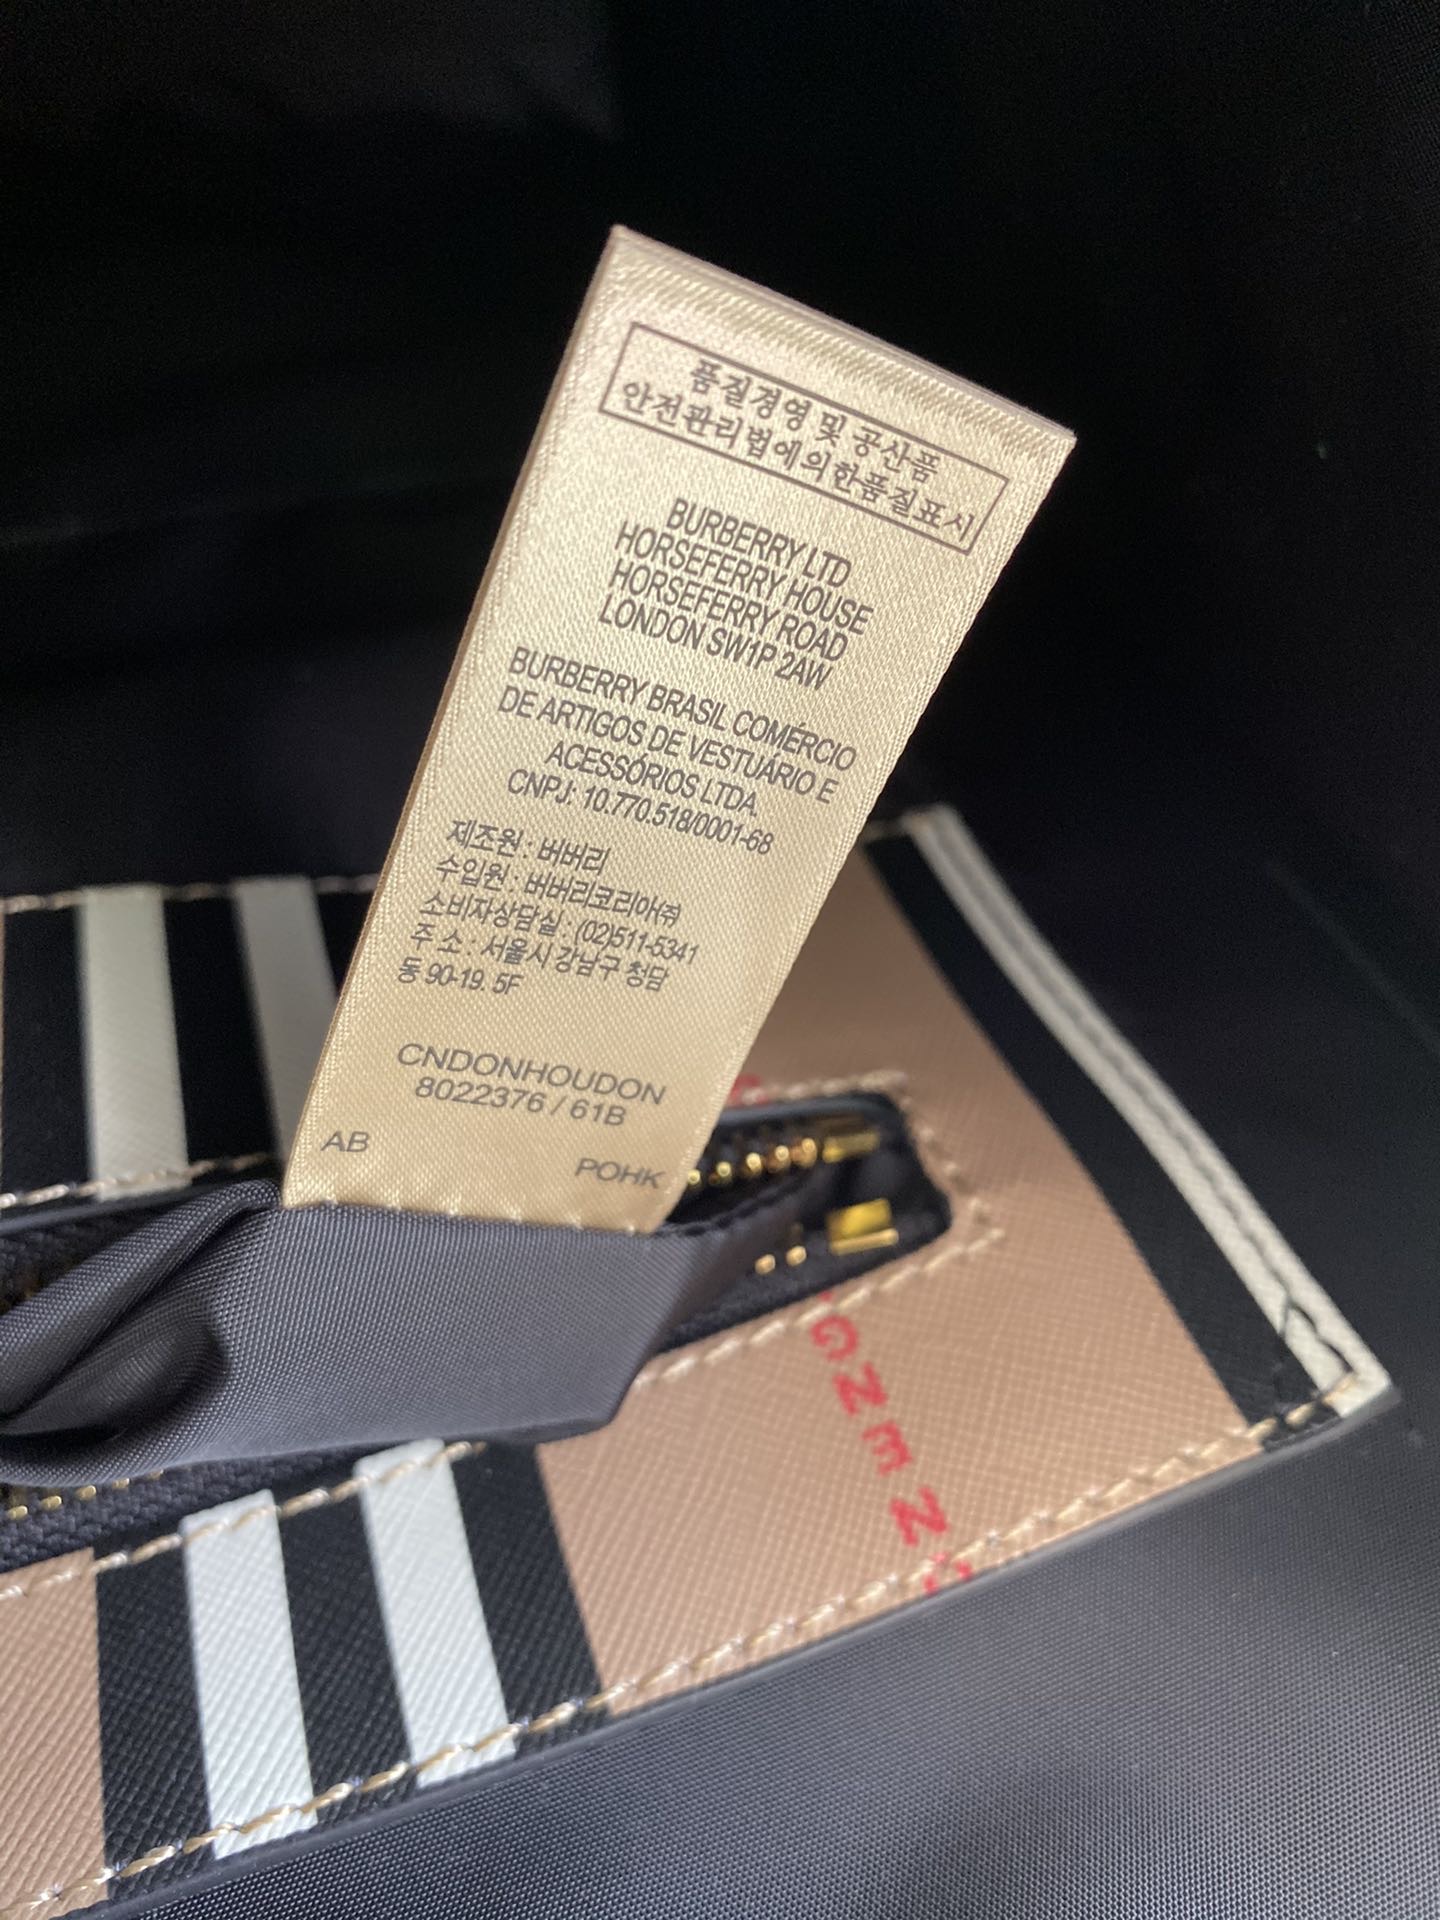 품질경영 및 공산품
안전관리법에의한품질표시
BURBERRY LTD
HORSEFERRY HOUSE
HORSEFERRY ROAD
LONDON SW1P 2AW
BURBERRY BRASIL COMÉRCIO
DE ARTIGOS DE VESTUÁRIO E
ACESSÓRIOS LTDA.
CNPJ: 10.770.518/0001-68
제조원 : 버버리
수입원 : 버버리코리아(주)
소비자상담실 : (02)511-5341
주 소 : 서울시 강남구 청담
동 90-19. 5F
CNDONHOUDON
8022376 / 61B
AB
POHK